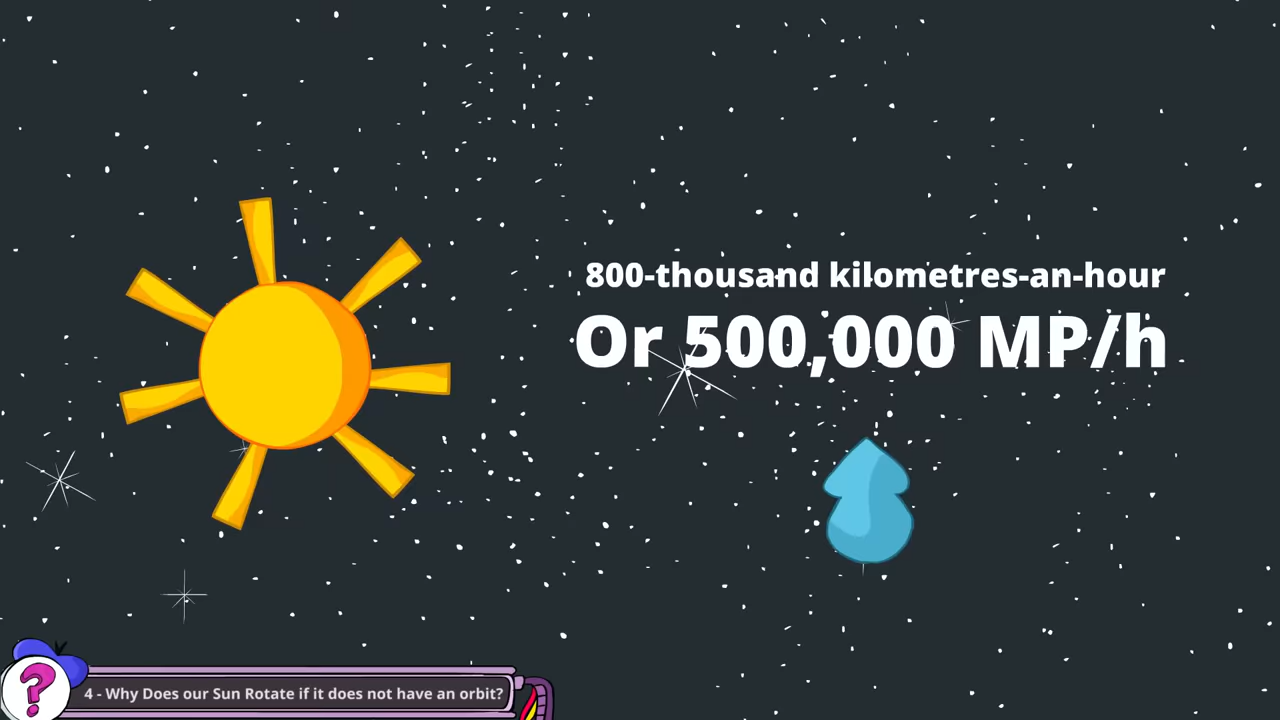 800-thousand kilometres-an-hour
Or 500,000 MP/h
?
4 - Why Does our Sun Rotate if it does not have an orbit?